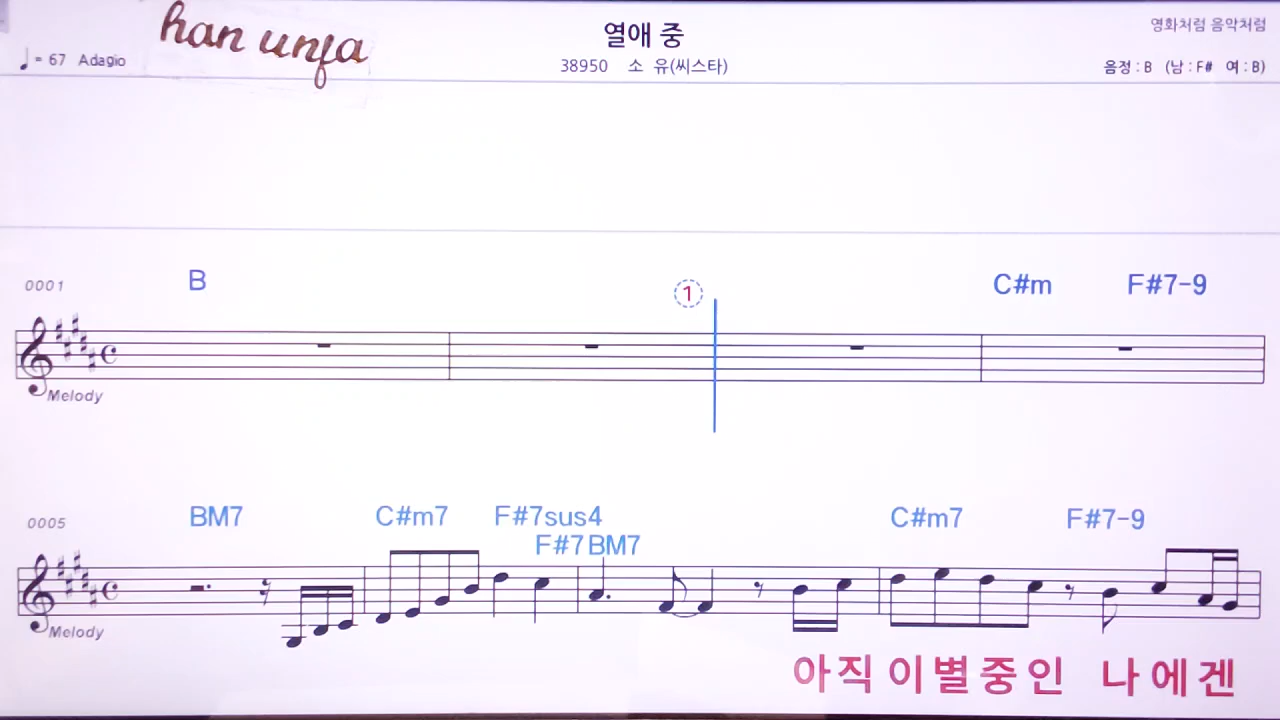 han unfa
열애 중
영화처럼 음악처럼
♩ = 67 Adagio
38950 소 유(씨스타)
음정 : B (남 : F# 여 : B)
0001
B
①
C#m F#7-9
Melody
0005
BM7 C#m7 F#7sus4 C#m7 F#7-9
F#7 BM7
Melody
아직 이별중인 나에겐